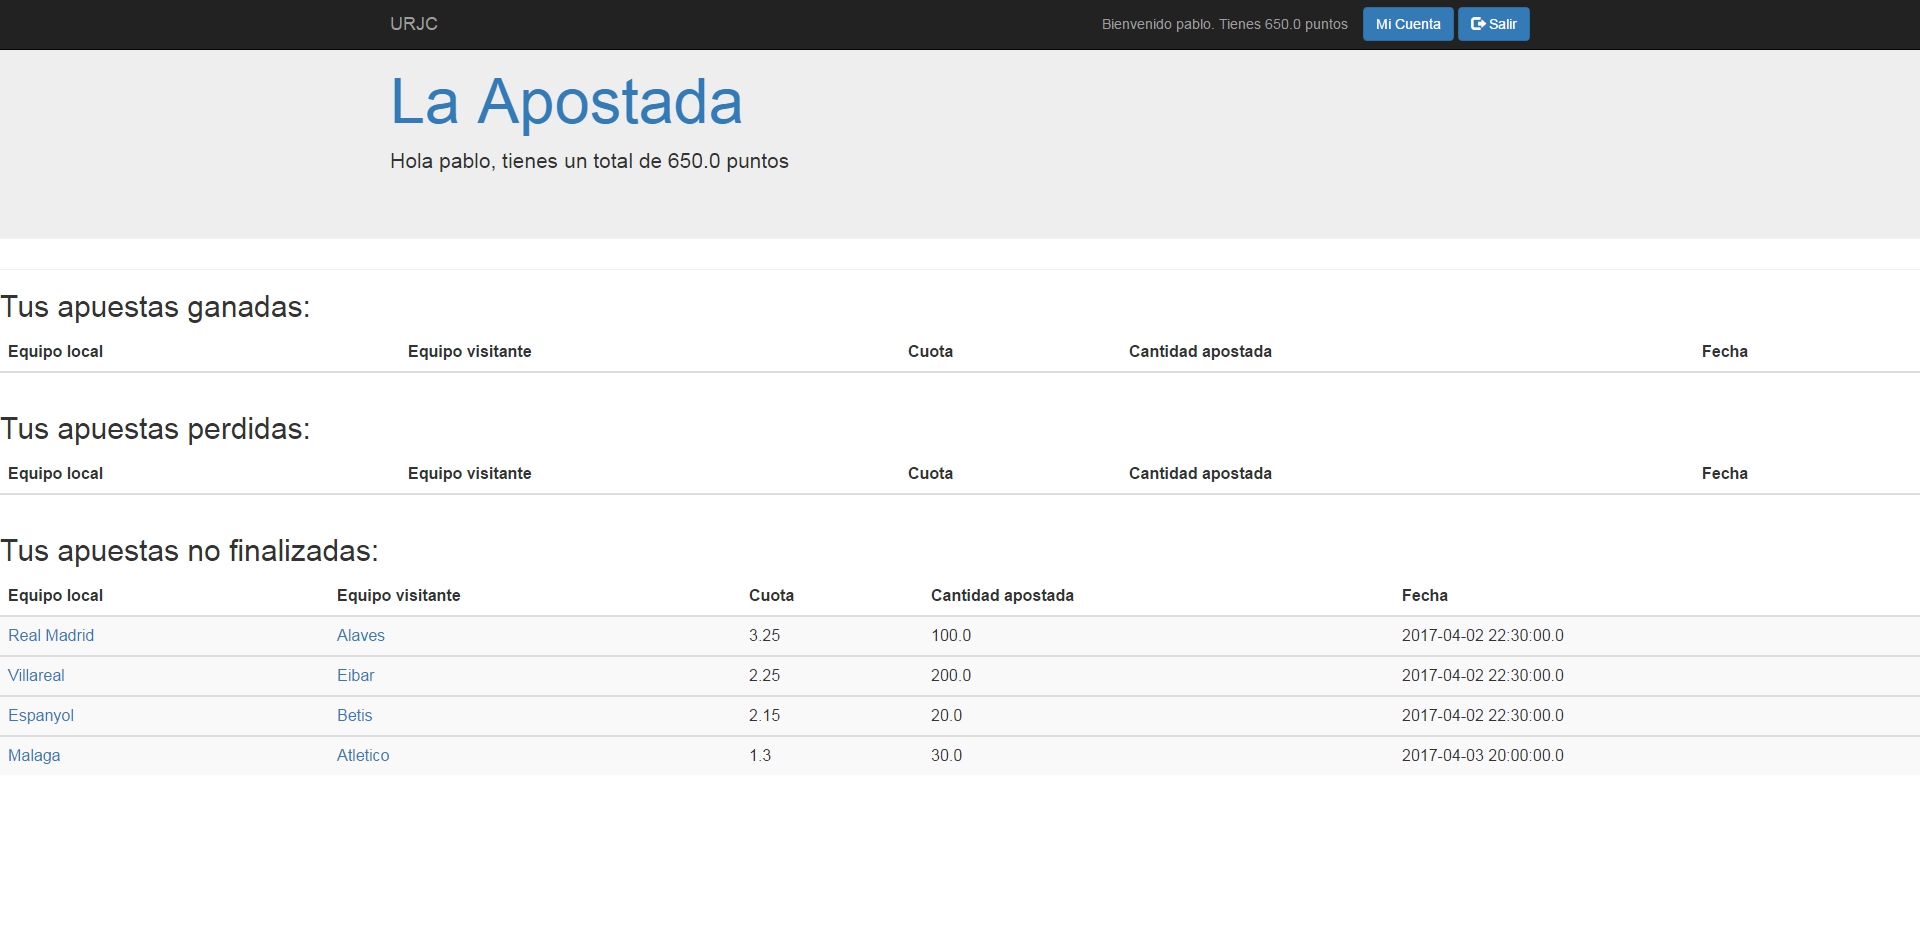 URJC Bienvenido pablo. Tienes 650.0 puntos Mi Cuenta Salir
La Apostada
Hola pablo, tienes un total de 650.0 puntos
Tus apuestas ganadas:
Equipo local Equipo visitante Cuota Cantidad apostada Fecha
Tus apuestas perdidas:
Equipo local Equipo visitante Cuota Cantidad apostada Fecha
Tus apuestas no finalizadas:
Equipo local Equipo visitante Cuota Cantidad apostada Fecha
Real Madrid Alaves 3.25 100.0 2017-04-02 22:30:00.0
Villareal Eibar 2.25 200.0 2017-04-02 22:30:00.0
Espanyol Betis 2.15 20.0 2017-04-02 22:30:00.0
Malaga Atletico 1.3 30.0 2017-04-03 20:00:00.0